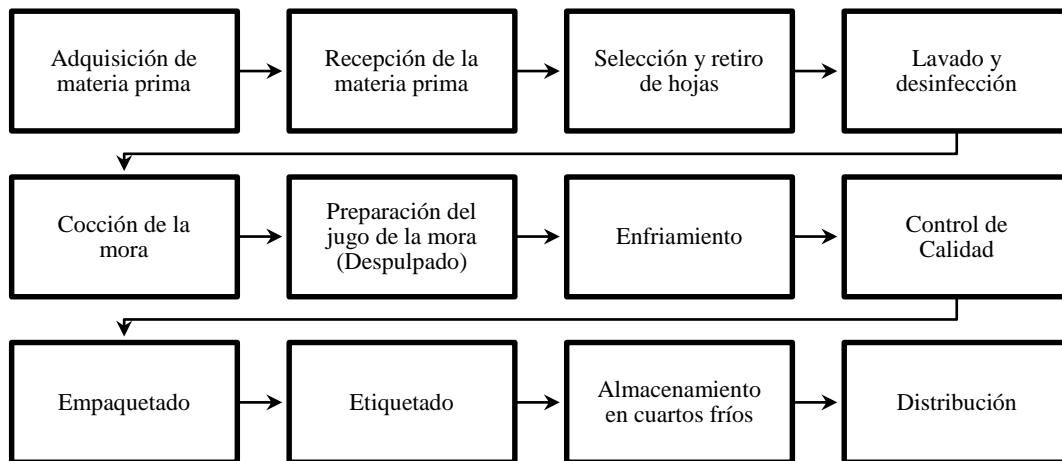 Adquisición de
materia prima
Recepción de la
materia prima
Selección y retiro
de hojas
Lavado y
desinfección
Cocción de la
mora
Preparación del
jugo de la mora
(Despulpado)
Enfriamiento
Control de
Calidad
Empaquetado
Etiquetado
Almacenamiento
en cuartos fríos
Distribución